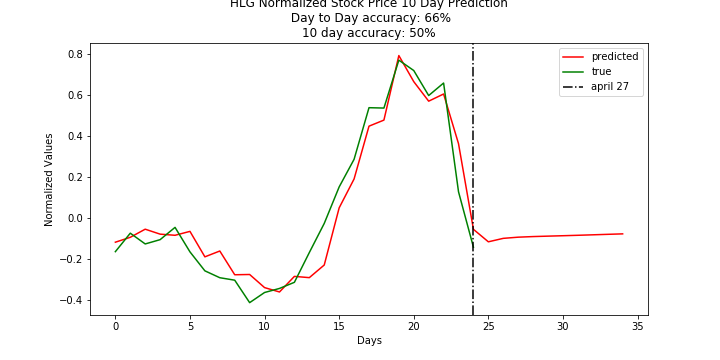 HLG Normalized Stock Price 10 Day Prediction
Day to Day accuracy: 66%
10 day accuracy: 50%
predicted
true
april 27
Normalized Values
0.8
0.6
0.4
0.2
0.0
−0.2
−0.4
0 5 10 15 20 25 30 35
Days